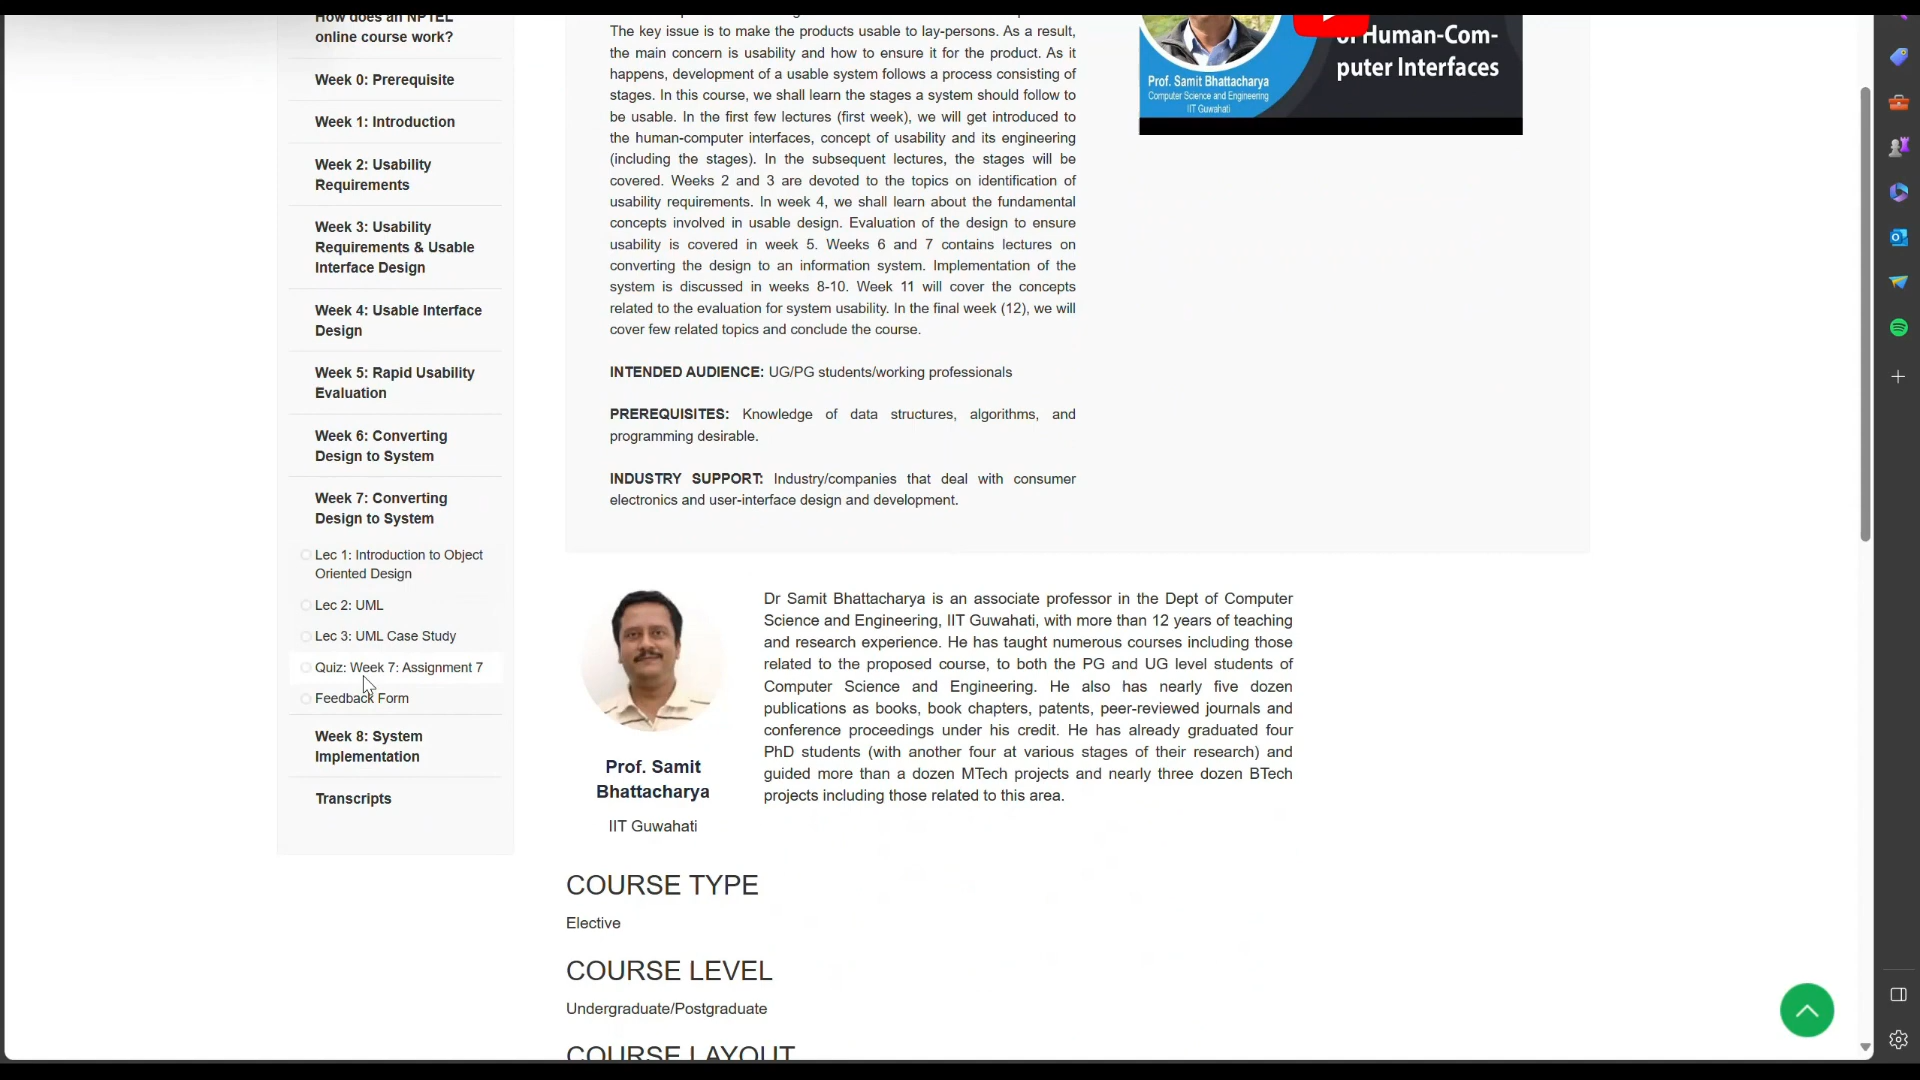 How does an NPTEL
online course work?
Week 0: Prerequisite
Week 1: Introduction
Week 2: Usability
Requirements
Week 3: Usability
Requirements & Usable
Interface Design
Week 4: Usable Interface
Design
Week 5: Rapid Usability
Evaluation
Week 6: Converting
Design to System
Week 7: Converting
Design to System
Lec 1: Introduction to Object
Oriented Design
Lec 2: UML
Lec 3: UML Case Study
Quiz: Week 7: Assignment 7
Feedback Form
Week 8: System
Implementation
Transcripts
The key issue is to make the products usable to lay-persons. As a result,
the main concern is usability and how to ensure it for the product. As it
happens, development of a usable system follows a process consisting of
stages. In this course, we shall learn the stages a system should follow to
be usable. In the first few lectures (first week), we will get introduced to
the human-computer interfaces, concept of usability and its engineering
(including the stages). In the subsequent lectures, the stages will be
covered. Weeks 2 and 3 are devoted to the topics on identification of
usability requirements. In week 4, we shall learn about the fundamental
concepts involved in usable design. Evaluation of the design to ensure
usability is covered in week 5. Weeks 6 and 7 contains lectures on
converting the design to an information system. Implementation of the
system is discussed in weeks 8-10. Week 11 will cover the concepts
related to the evaluation for system usability. In the final week (12), we will
cover few related topics and conclude the course.
INTENDED AUDIENCE: UG/PG students/working professionals
PREREQUISITES: Knowledge of data structures, algorithms, and
programming desirable.
INDUSTRY SUPPORT: Industry/companies that deal with consumer
electronics and user-interface design and development.
of Human-Com-
puter Interfaces
Prof. Samit Bhattacharya
Computer Science and Engineering
IIT Guwahati
Prof. Samit
Bhattacharya
IIT Guwahati
Dr Samit Bhattacharya is an associate professor in the Dept of Computer
Science and Engineering, IIT Guwahati, with more than 12 years of teaching
and research experience. He has taught numerous courses including those
related to the proposed course, to both the PG and UG level students of
Computer Science and Engineering. He also has nearly five dozen
publications as books, book chapters, patents, peer-reviewed journals and
conference proceedings under his credit. He has already graduated four
PhD students (with another four at various stages of their research) and
guided more than a dozen MTech projects and nearly three dozen BTech
projects including those related to this area.
COURSE TYPE
Elective
COURSE LEVEL
Undergraduate/Postgraduate
COURSE LAYOUT